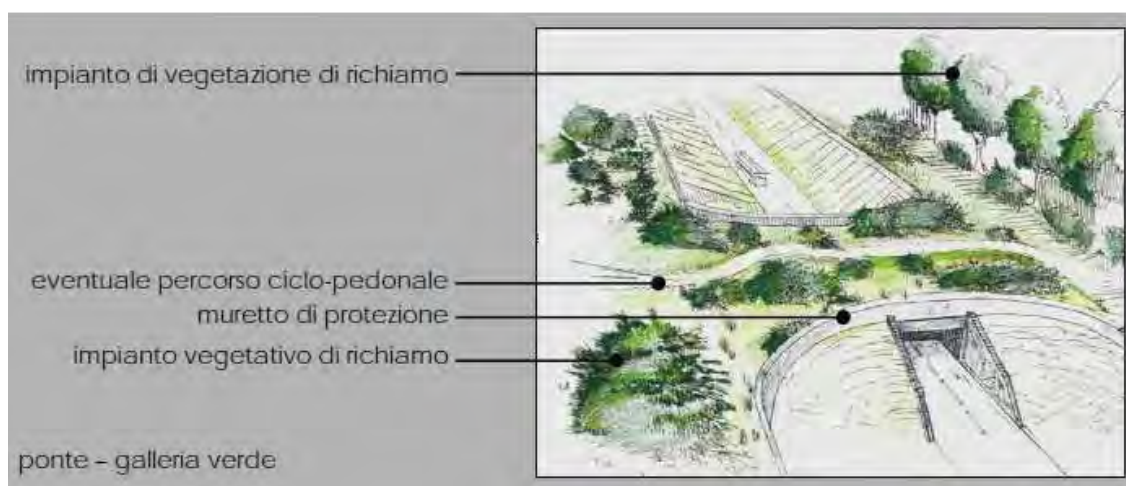 impianto di vegetazione di richiamo
eventuale percorso ciclo-pedonale
muretto di protezione
impianto vegetativo di richiamo
ponte – galleria verde